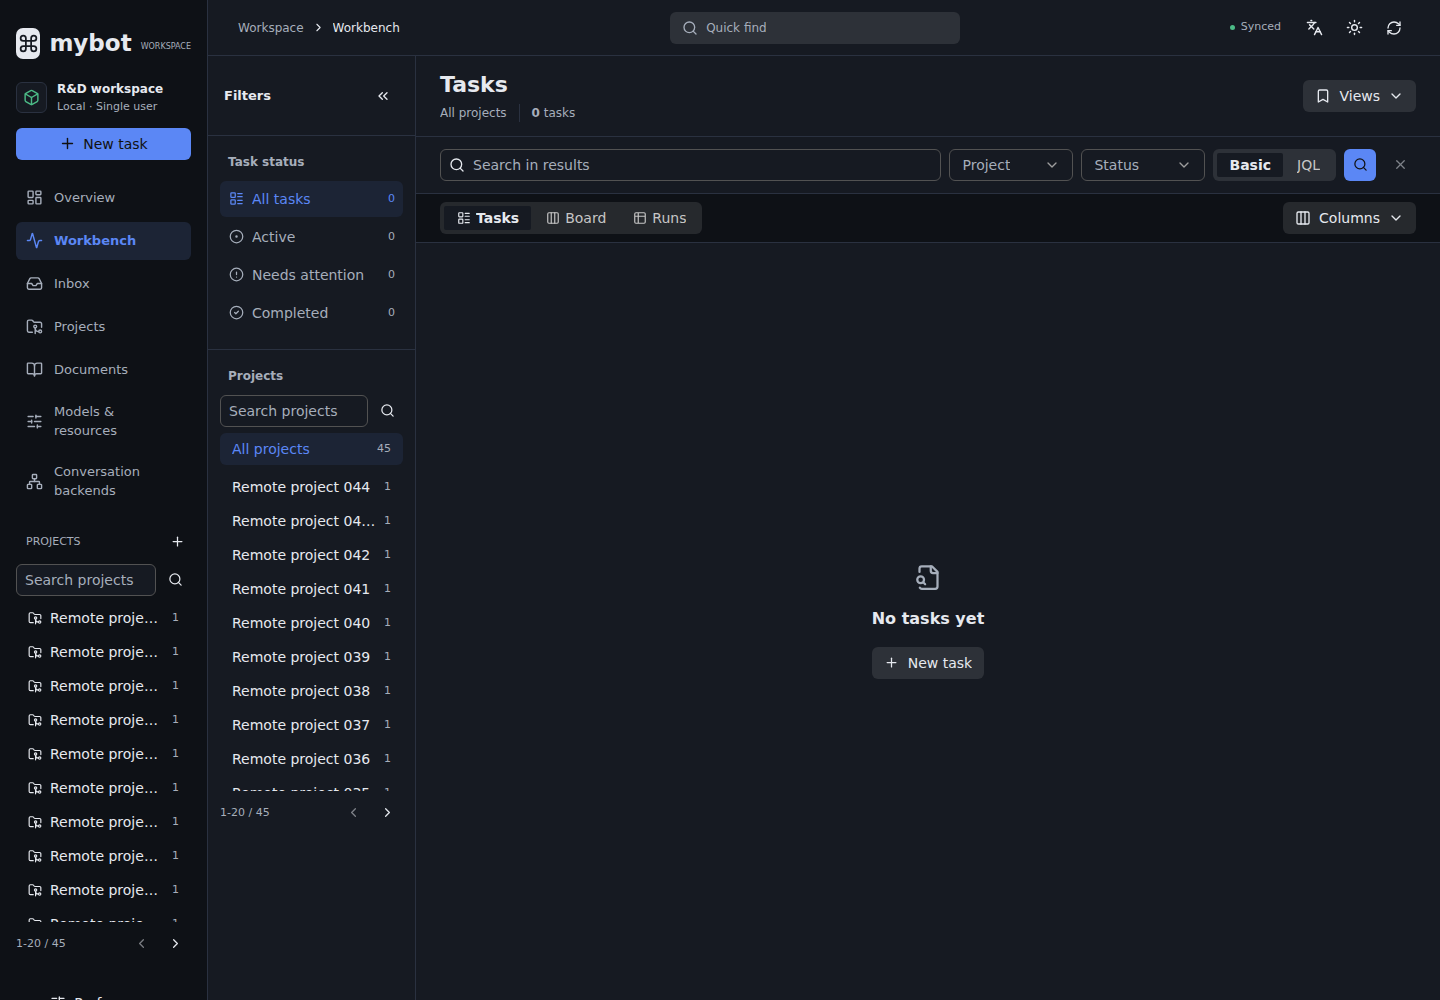 mybot WORKSPACE
R&D workspace
Local · Single user
New task
Overview
Workbench
Inbox
Projects
Documents
Models & resources
Conversation backends
PROJECTS
Search projects
Remote proje... 1
Remote proje... 1
Remote proje... 1
Remote proje... 1
Remote proje... 1
Remote proje... 1
Remote proje... 1
Remote proje... 1
Remote proje... 1
1-20 / 45
Workspace > Workbench
Quick find
Synced
Filters
Task status
All tasks 0
Active 0
Needs attention 0
Completed 0
Projects
Search projects
All projects 45
Remote project 044 1
Remote project 04... 1
Remote project 042 1
Remote project 041 1
Remote project 040 1
Remote project 039 1
Remote project 038 1
Remote project 037 1
Remote project 036 1
Remote project 035 1
1-20 / 45
Tasks
All projects 0 tasks
Views
Search in results
Project
Status
Basic JQL
Tasks Board Runs
Columns
No tasks yet
New task